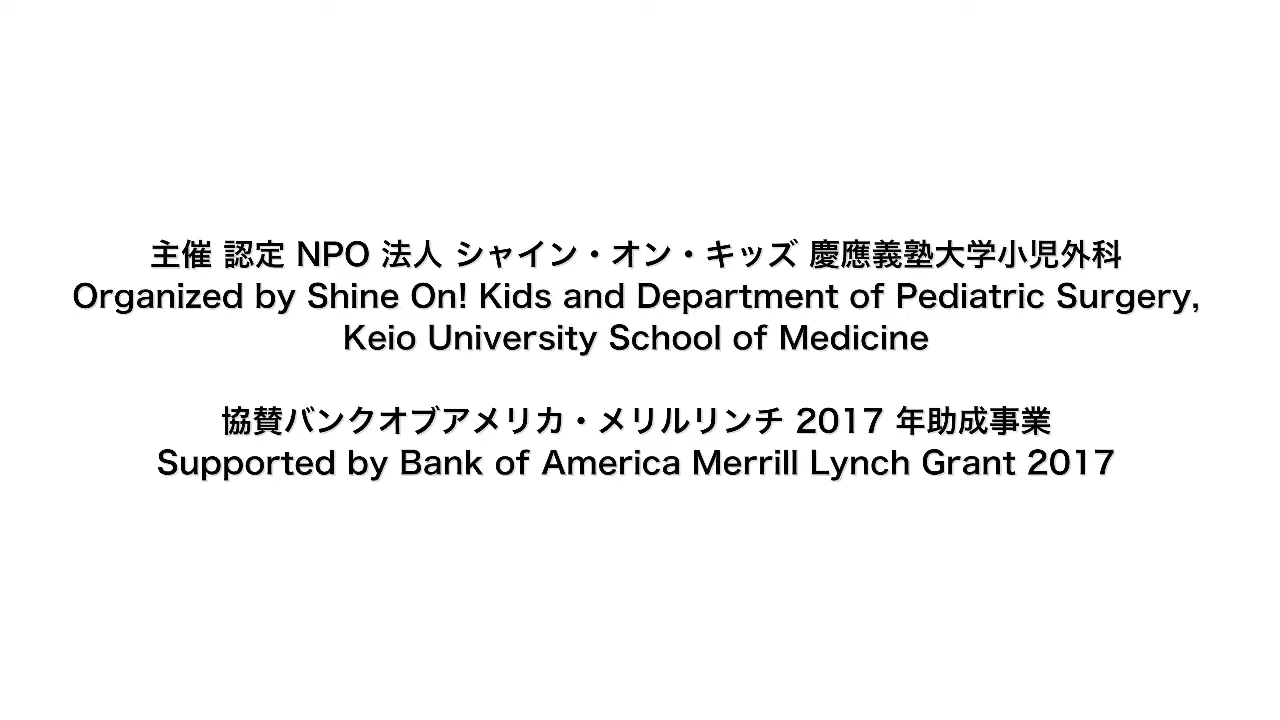 主催 認定 NPO 法人 シャイン・オン・キッズ 慶應義塾大学小児外科
Organized by Shine On! Kids and Department of Pediatric Surgery,
Keio University School of Medicine
協賛バンクオブアメリカ・メリルリンチ 2017 年助成事業
Supported by Bank of America Merrill Lynch Grant 2017